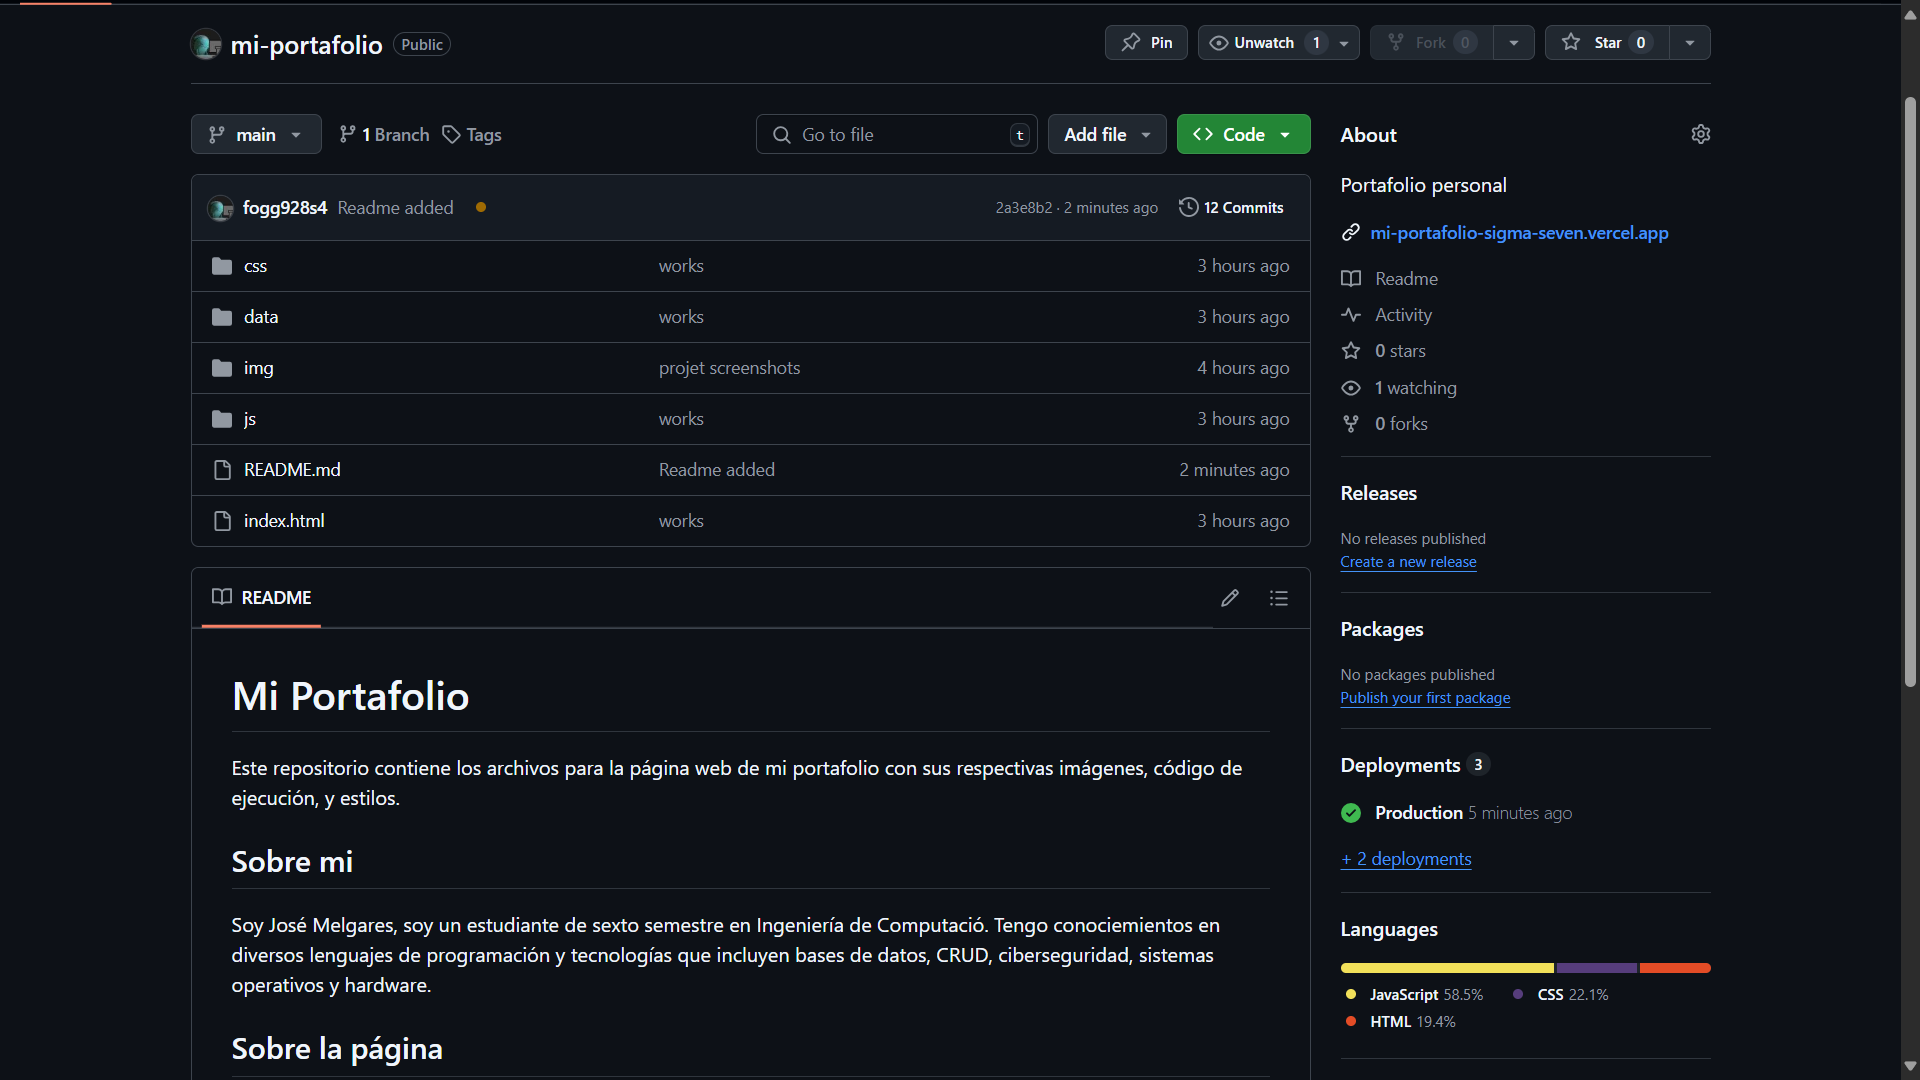 mi-portafolio Public Pin Unwatch 1 Fork 0 Star 0
main 1 Branch Tags Go to file t Add file Code
fogg928s4 Readme added 2a3e8b2 · 2 minutes ago 12 Commits
css works 3 hours ago
data works 3 hours ago
img projet screenshots 4 hours ago
js works 3 hours ago
README.md Readme added 2 minutes ago
index.html works 3 hours ago
README
Mi Portafolio
Este repositorio contiene los archivos para la página web de mi portafolio con sus respectivas imágenes, código de
ejecución, y estilos.
Sobre mi
Soy José Melgares, soy un estudiante de sexto semestre en Ingeniería de Computació. Tengo conociemientos en
diversos lenguajes de programación y tecnologías que incluyen bases de datos, CRUD, ciberseguridad, sistemas
operativos y hardware.
Sobre la página
About
Portafolio personal
mi-portafolio-sigma-seven.vercel.app
Readme
Activity
0 stars
1 watching
0 forks
Releases
No releases published
Create a new release
Packages
No packages published
Publish your first package
Deployments 3
Production 5 minutes ago
+ 2 deployments
Languages
JavaScript 58.5% CSS 22.1%
HTML 19.4%